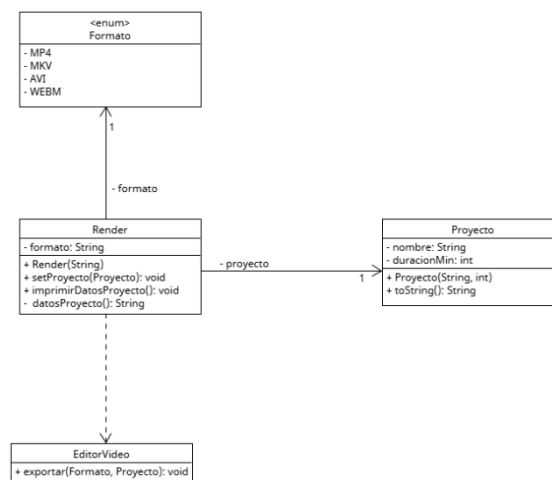 <enum>
Formato
- MP4
- MKV
- AVI
- WEBM
1
- formato
Render
- formato: String
+ Render(String)
+ setProyecto(Proyecto): void
+ imprimirDatosProyecto(): void
- datosProyecto(): String
- proyecto
1
Proyecto
- nombre: String
- duracionMin: int
+ Proyecto(String, int)
+ toString(): String
EditorVideo
+ exportar(Formato, Proyecto): void